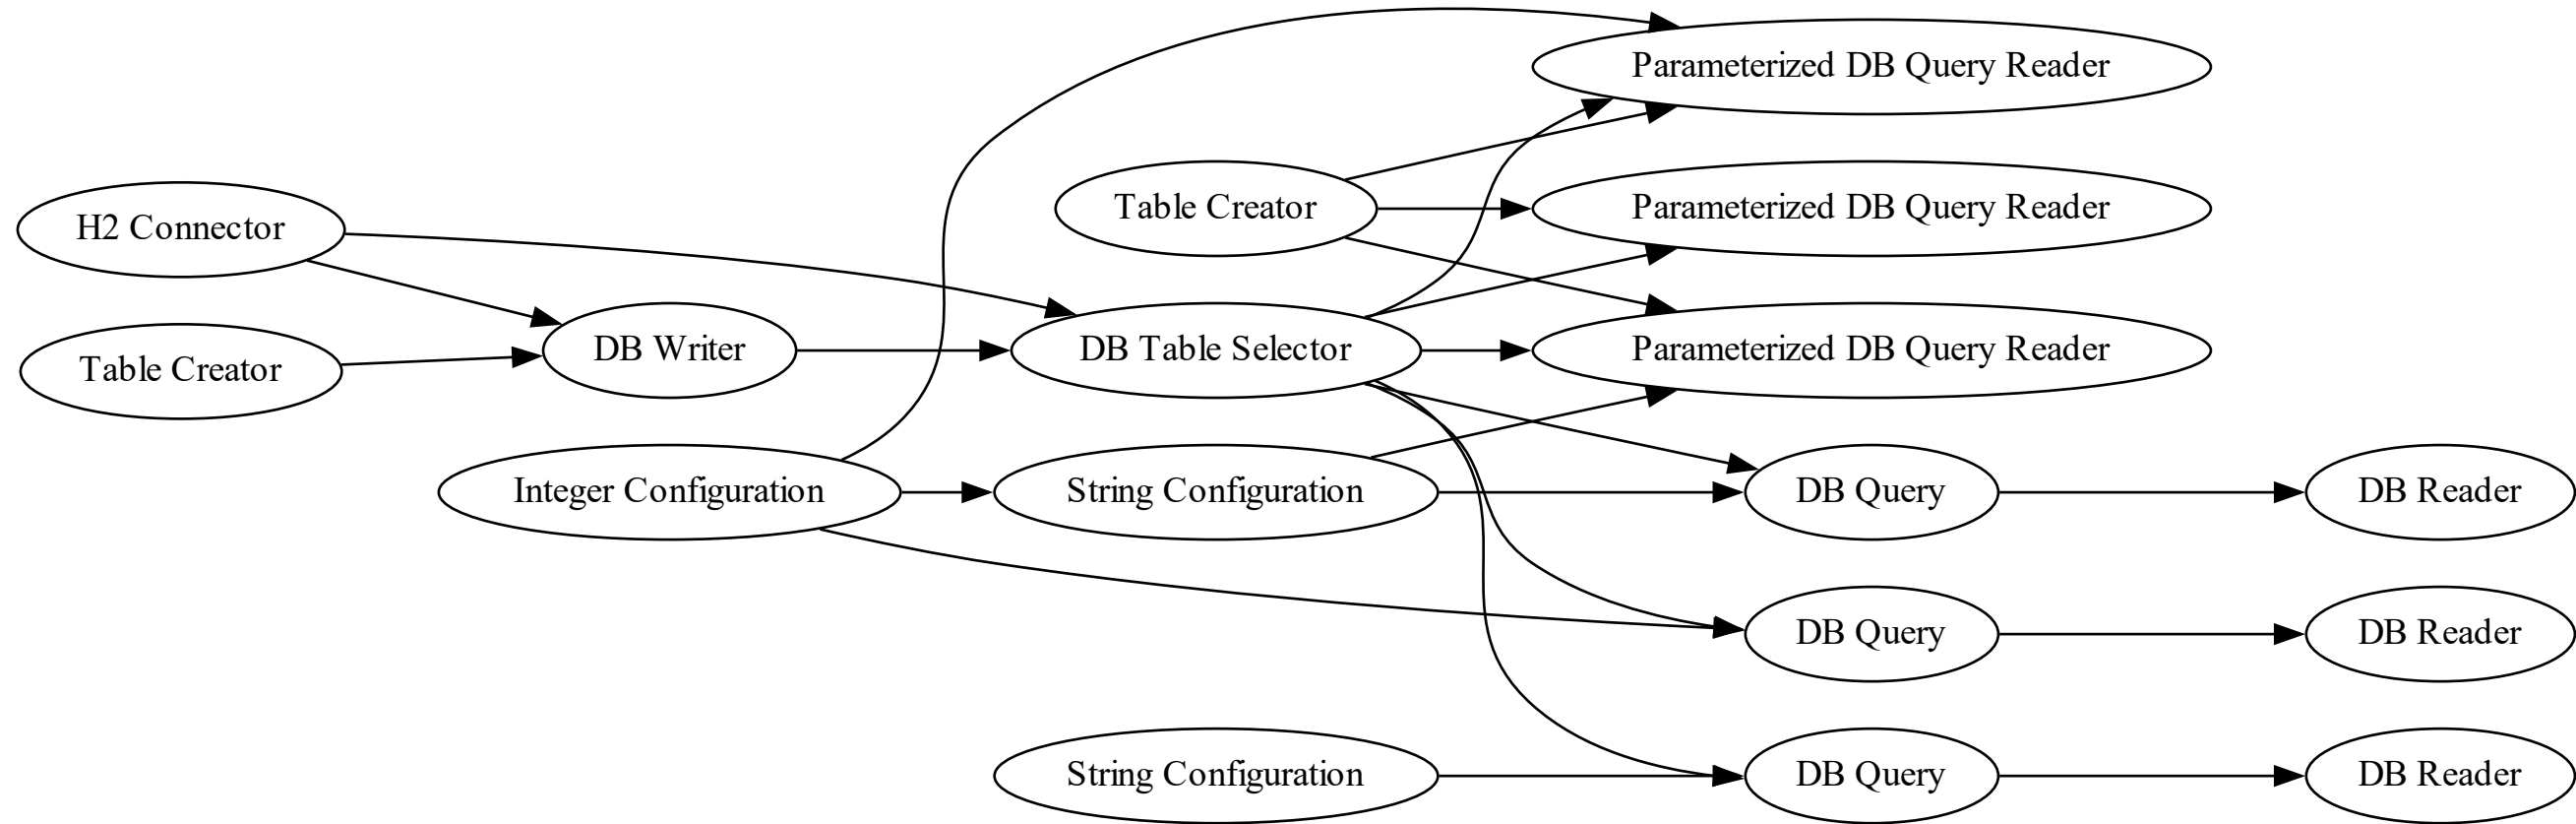 Parameterized DB Query Reader
Table Creator
Parameterized DB Query Reader
H2 Connector
DB Writer
DB Table Selector
Parameterized DB Query Reader
Table Creator
Integer Configuration
String Configuration
DB Query
DB Reader
DB Query
DB Reader
String Configuration
DB Query
DB Reader